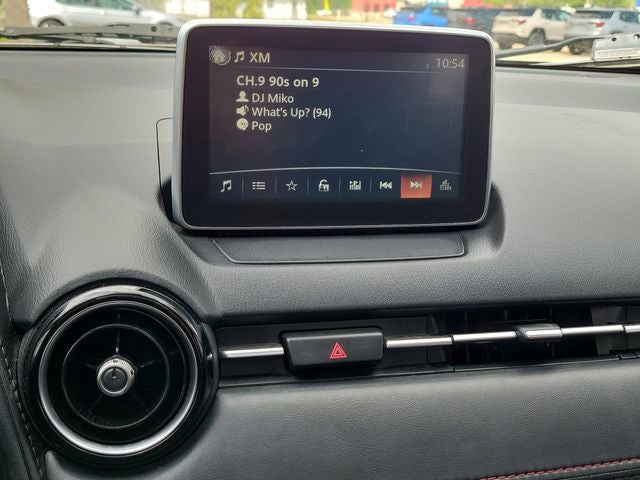 XM
10:54
CH.9 90s on 9
DJ Miko
What's Up? (94)
Pop